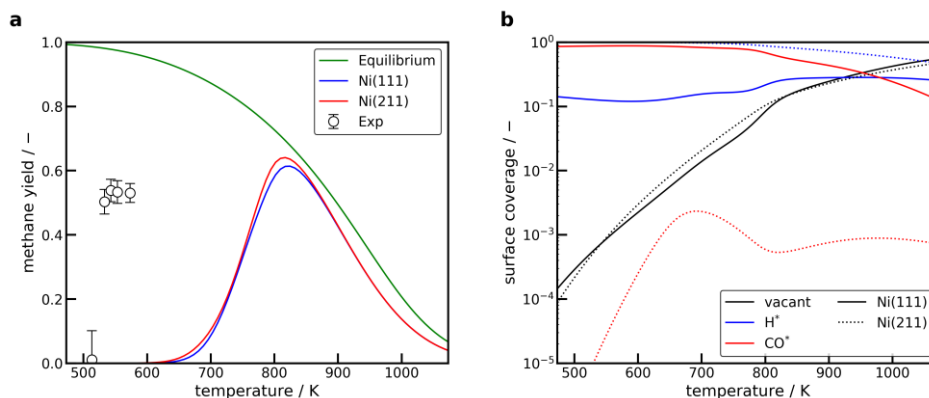 a
methane yield / −
1.0
0.8
0.6
0.4
0.2
0.0
500 600 700 800 900 1000
temperature / K
Equilibrium
Ni(111)
Ni(211)
Exp
b
surface coverage / −
10⁰
10⁻¹
10⁻²
10⁻³
10⁻⁴
10⁻⁵
500 600 700 800 900 1000
temperature / K
vacant
H*
CO*
Ni(111)
Ni(211)